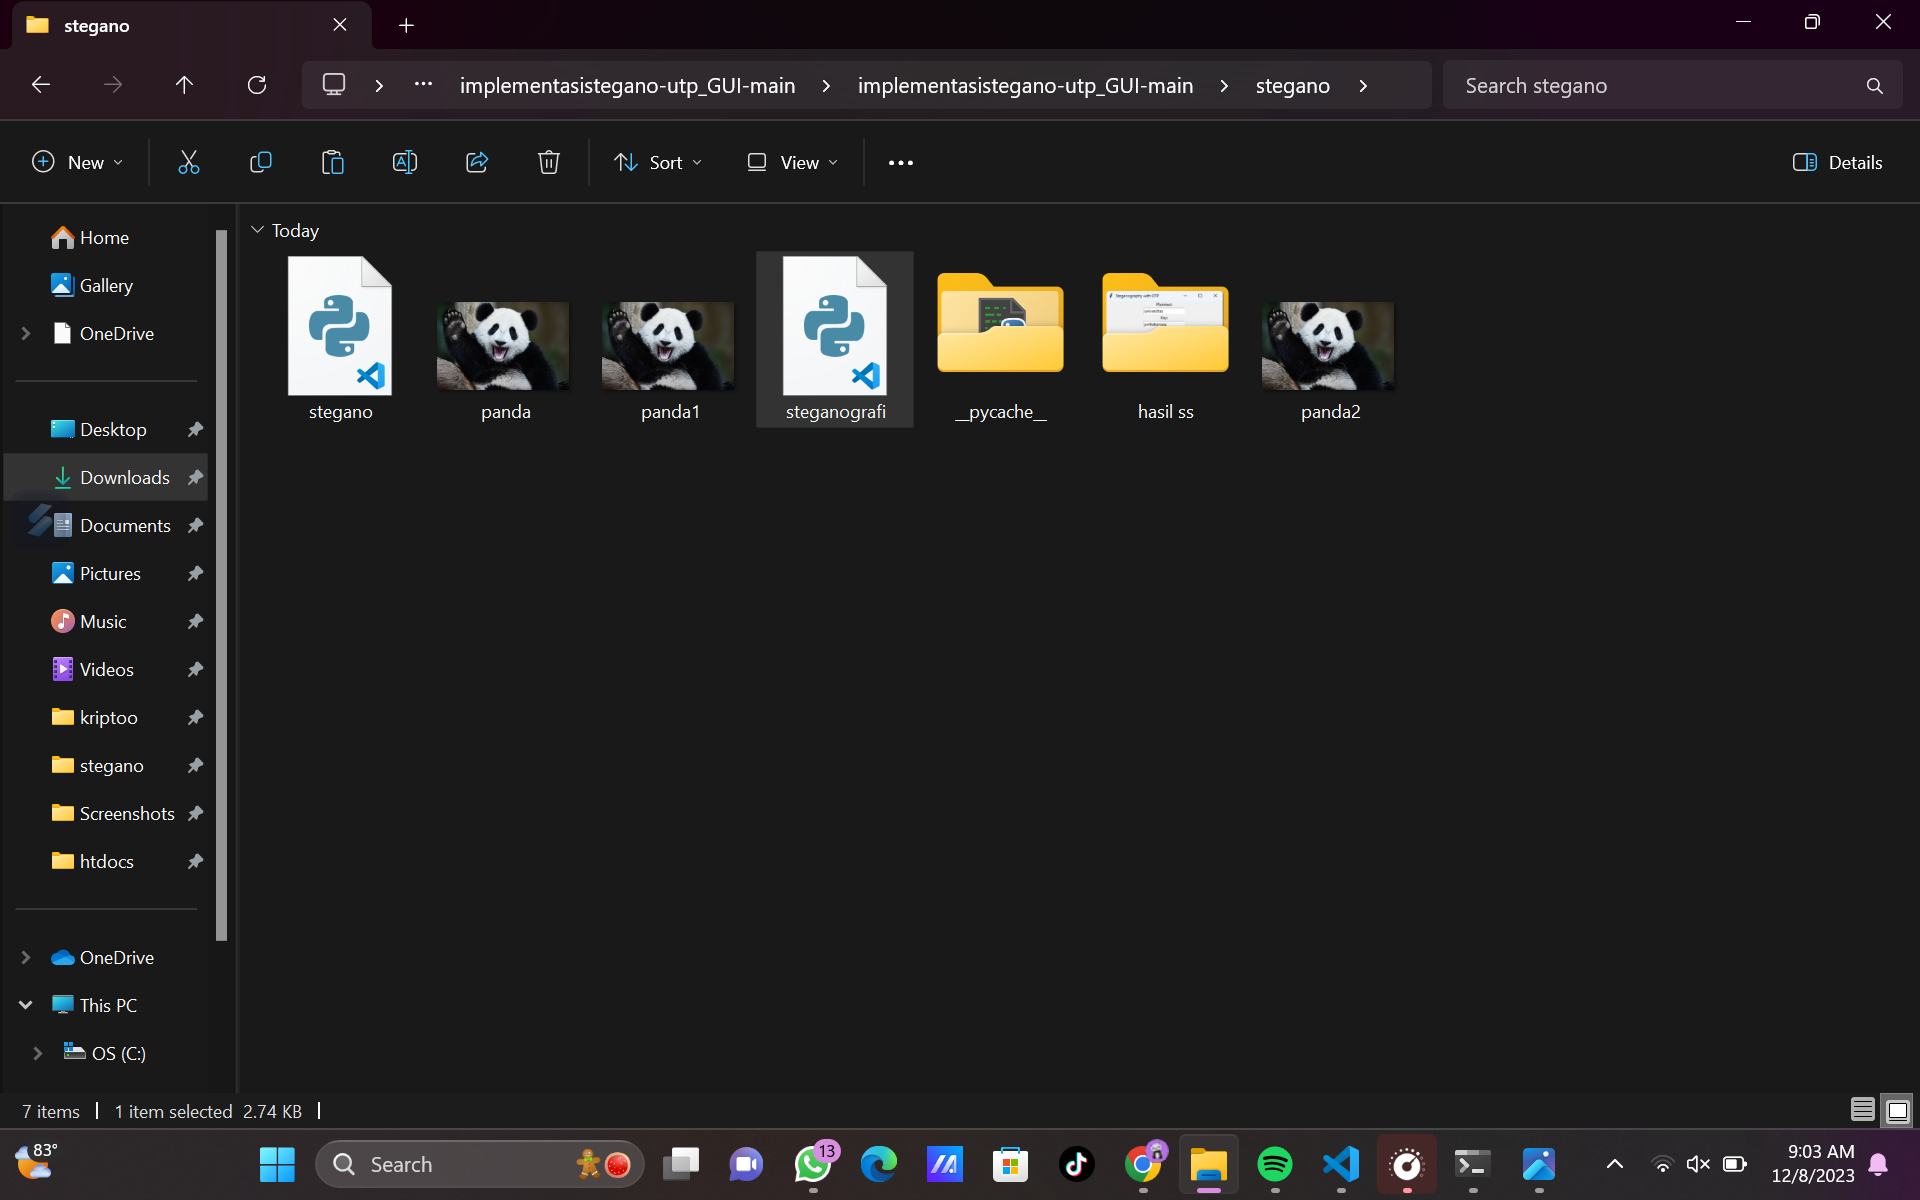 stegano
implementasistegano-utp_GUI-main
implementasistegano-utp_GUI-main
stegano
Search stegano
New
Sort
View
Details
Home
Gallery
OneDrive
Desktop
Downloads
Documents
Pictures
Music
Videos
kriptoo
stegano
Screenshots
htdocs
OneDrive
This PC
OS (C:)
Today
stegano
panda
panda1
steganografi
__pycache__
hasil ss
panda2
Steganography with OTP
7 items
1 item selected 2.74 KB
83°
Search
13
9:03 AM
12/8/2023